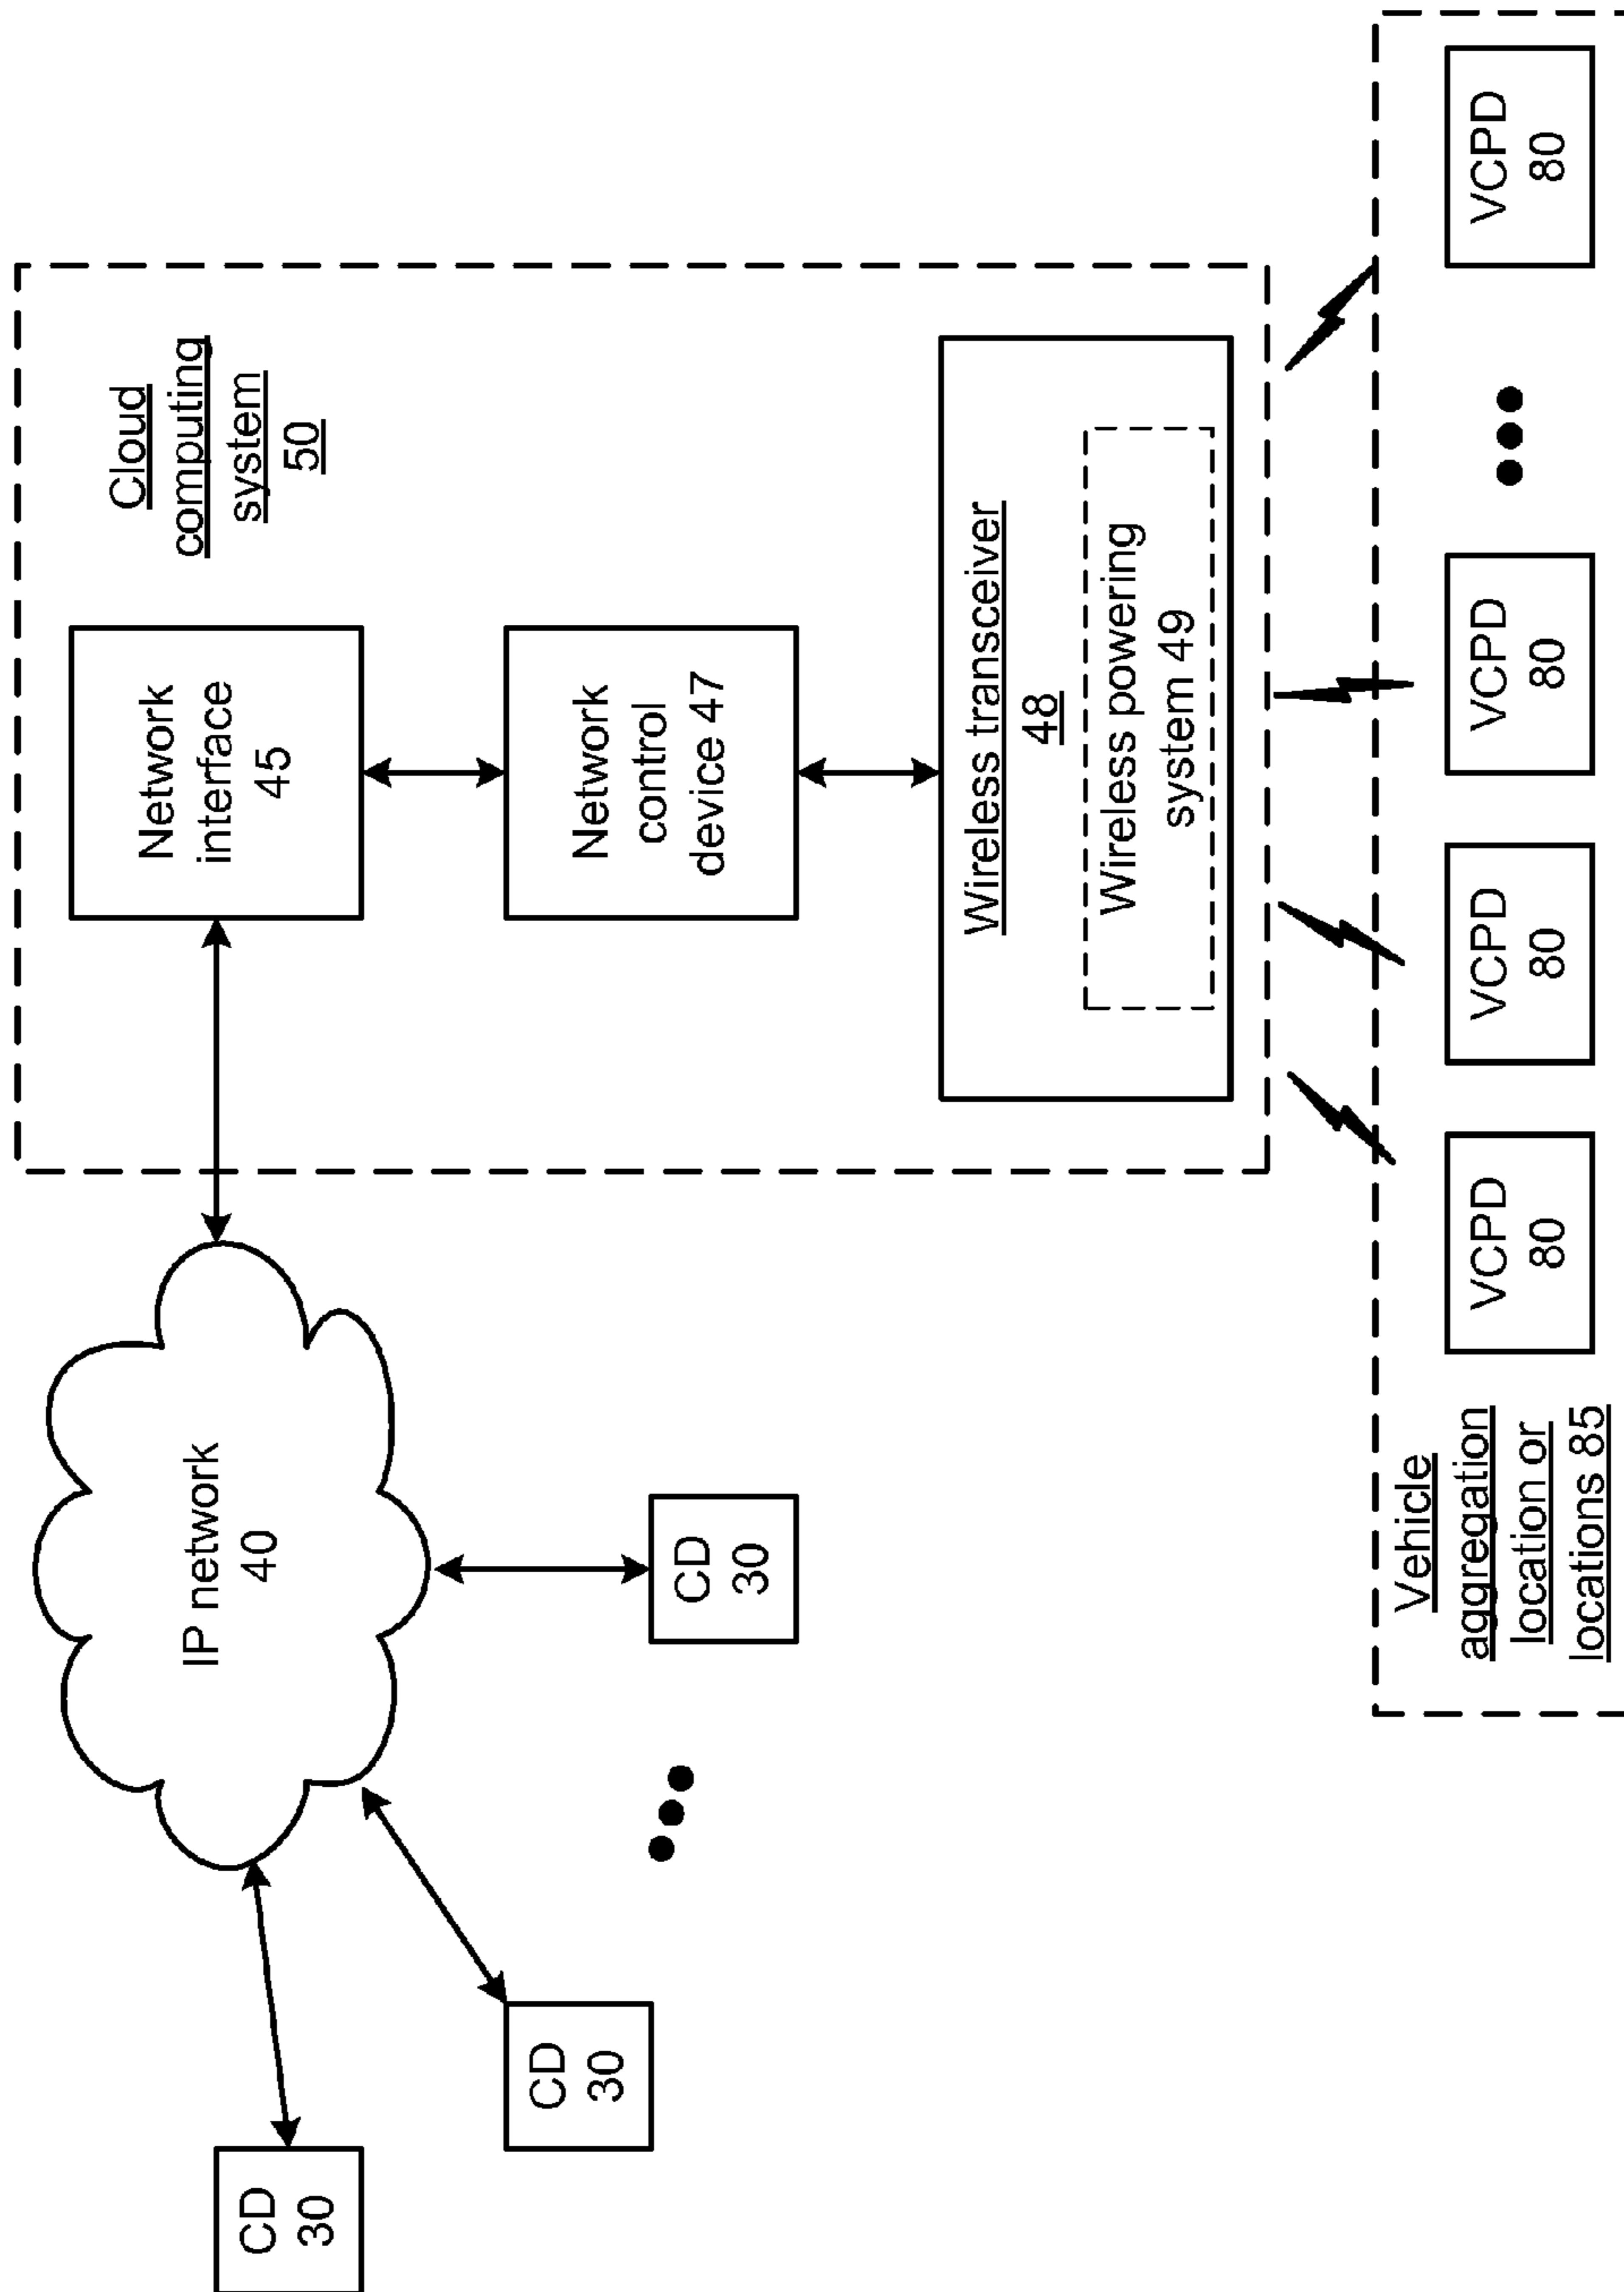 IP network
40
CD
30
CD
30
CD
30
Cloud
computing
system
50
Network
interface
45
Network
control
device 47
Wireless transceiver
48
Wireless powering
system 49
Vehicle
aggregation
location or
locations 85
VCPD
80
VCPD
80
VCPD
80
VCPD
80